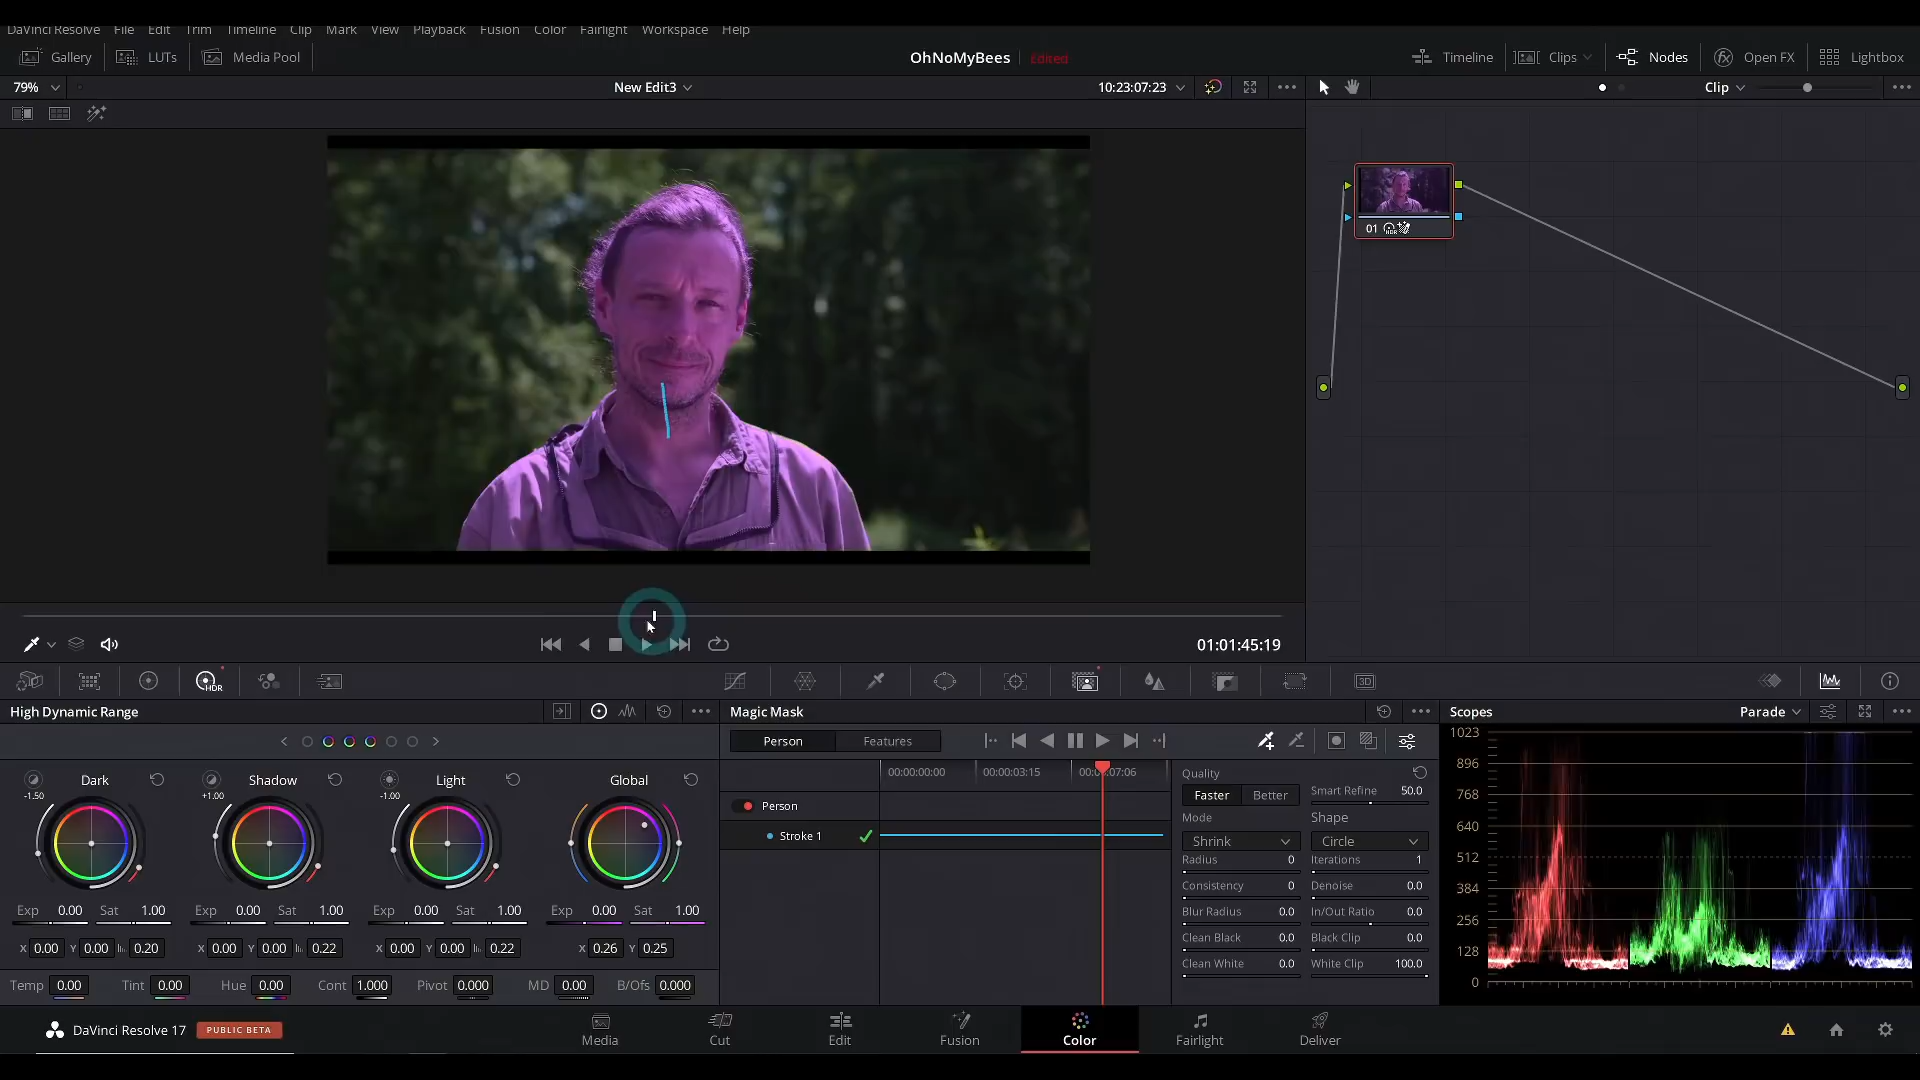 DaVinci Resolve File Edit Trim Timeline Clip Mark View Playback Fusion Color Fairlight Workspace Help
Gallery LUTs Media Pool OhNoMyBees Edited Timeline Clips Nodes Open FX Lightbox
79% New Edit3 10:23:07:23 Clip
01 HDR
01:01:45:19
HDR 3D
High Dynamic Range Magic Mask Scopes Parade
Person Features
Dark Shadow Light Global
-1.50 +1.00 -1.00
Exp 0.00 Sat 1.00 Exp 0.00 Sat 1.00 Exp 0.00 Sat 1.00 Exp 0.00 Sat 1.00
X 0.00 Y 0.00 0.20 X 0.00 Y 0.00 0.22 X 0.00 Y 0.00 0.22 X 0.26 Y 0.25
Temp 0.00 Tint 0.00 Hue 0.00 Cont 1.000 Pivot 0.000 MD 0.00 B/Ofs 0.000
00:00:00:00 00:00:03:15 00: :07:06
Person
Stroke 1
Quality
Faster Better Smart Refine 50.0
Mode Shape
Shrink Circle
Radius 0 Iterations 1
Consistency 0 Denoise 0.0
Blur Radius 0.0 In/Out Ratio 0.0
Clean Black 0.0 Black Clip 0.0
Clean White 0.0 White Clip 100.0
1023
896
768
640
512
384
256
128
0
DaVinci Resolve 17 PUBLIC BETA Media Cut Edit Fusion Color Fairlight Deliver